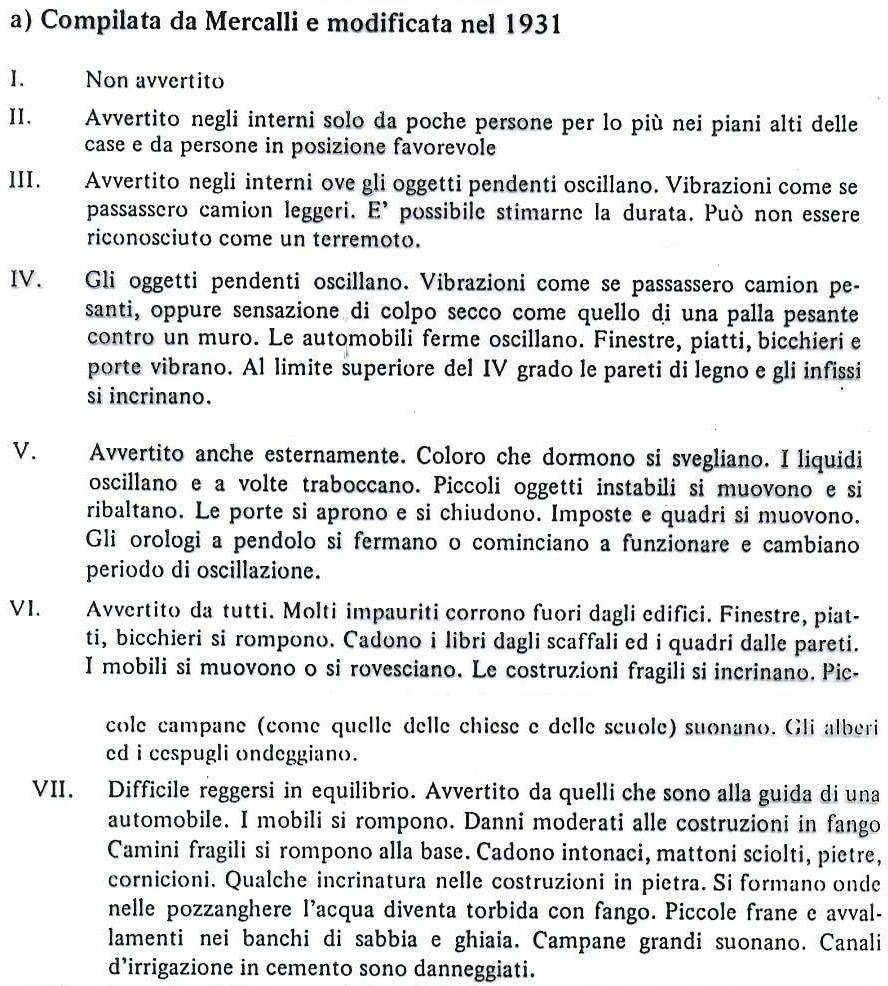 a) Compilata da Mercalli e modificata nel 1931
I. Non avvertito
II. Avvertito negli interni solo da poche persone per lo più nei piani alti delle
case e da persone in posizione favorevole
III. Avvertito negli interni ove gli oggetti pendenti oscillano. Vibrazioni come se
passassero camion leggeri. E' possibile stimarne la durata. Può non essere
riconosciuto come un terremoto.
IV. Gli oggetti pendenti oscillano. Vibrazioni come se passassero camion pe-
santi, oppure sensazione di colpo secco come quello di una palla pesante
contro un muro. Le automobili ferme oscillano. Finestre, piatti, bicchieri e
porte vibrano. Al limite superiore del IV grado le pareti di legno e gli infissi
si incrinano.
V. Avvertito anche esternamente. Coloro che dormono si svegliano. I liquidi
oscillano e a volte traboccano. Piccoli oggetti instabili si muovono e si
ribaltano. Le porte si aprono e si chiudono. Imposte e quadri si muovono.
Gli orologi a pendolo si fermano o cominciano a funzionare e cambiano
periodo di oscillazione.
VI. Avvertito da tutti. Molti impauriti corrono fuori dagli edifici. Finestre, piat-
ti, bicchieri si rompono. Cadono i libri dagli scaffali ed i quadri dalle pareti.
I mobili si muovono o si rovesciano. Le costruzioni fragili si incrinano. Pic-
cole campane (come quelle delle chiese e delle scuole) suonano. Gli alberi
ed i cespugli ondeggiano.
VII. Difficile reggersi in equilibrio. Avvertito da quelli che sono alla guida di una
automobile. I mobili si rompono. Danni moderati alle costruzioni in fango
Camini fragili si rompono alla base. Cadono intonaci, mattoni sciolti, pietre,
cornicioni. Qualche incrinatura nelle costruzioni in pietra. Si formano onde
nelle pozzanghere l'acqua diventa torbida con fango. Piccole frane e avval-
lamenti nei banchi di sabbia e ghiaia. Campane grandi suonano. Canali
d'irrigazione in cemento sono danneggiati.